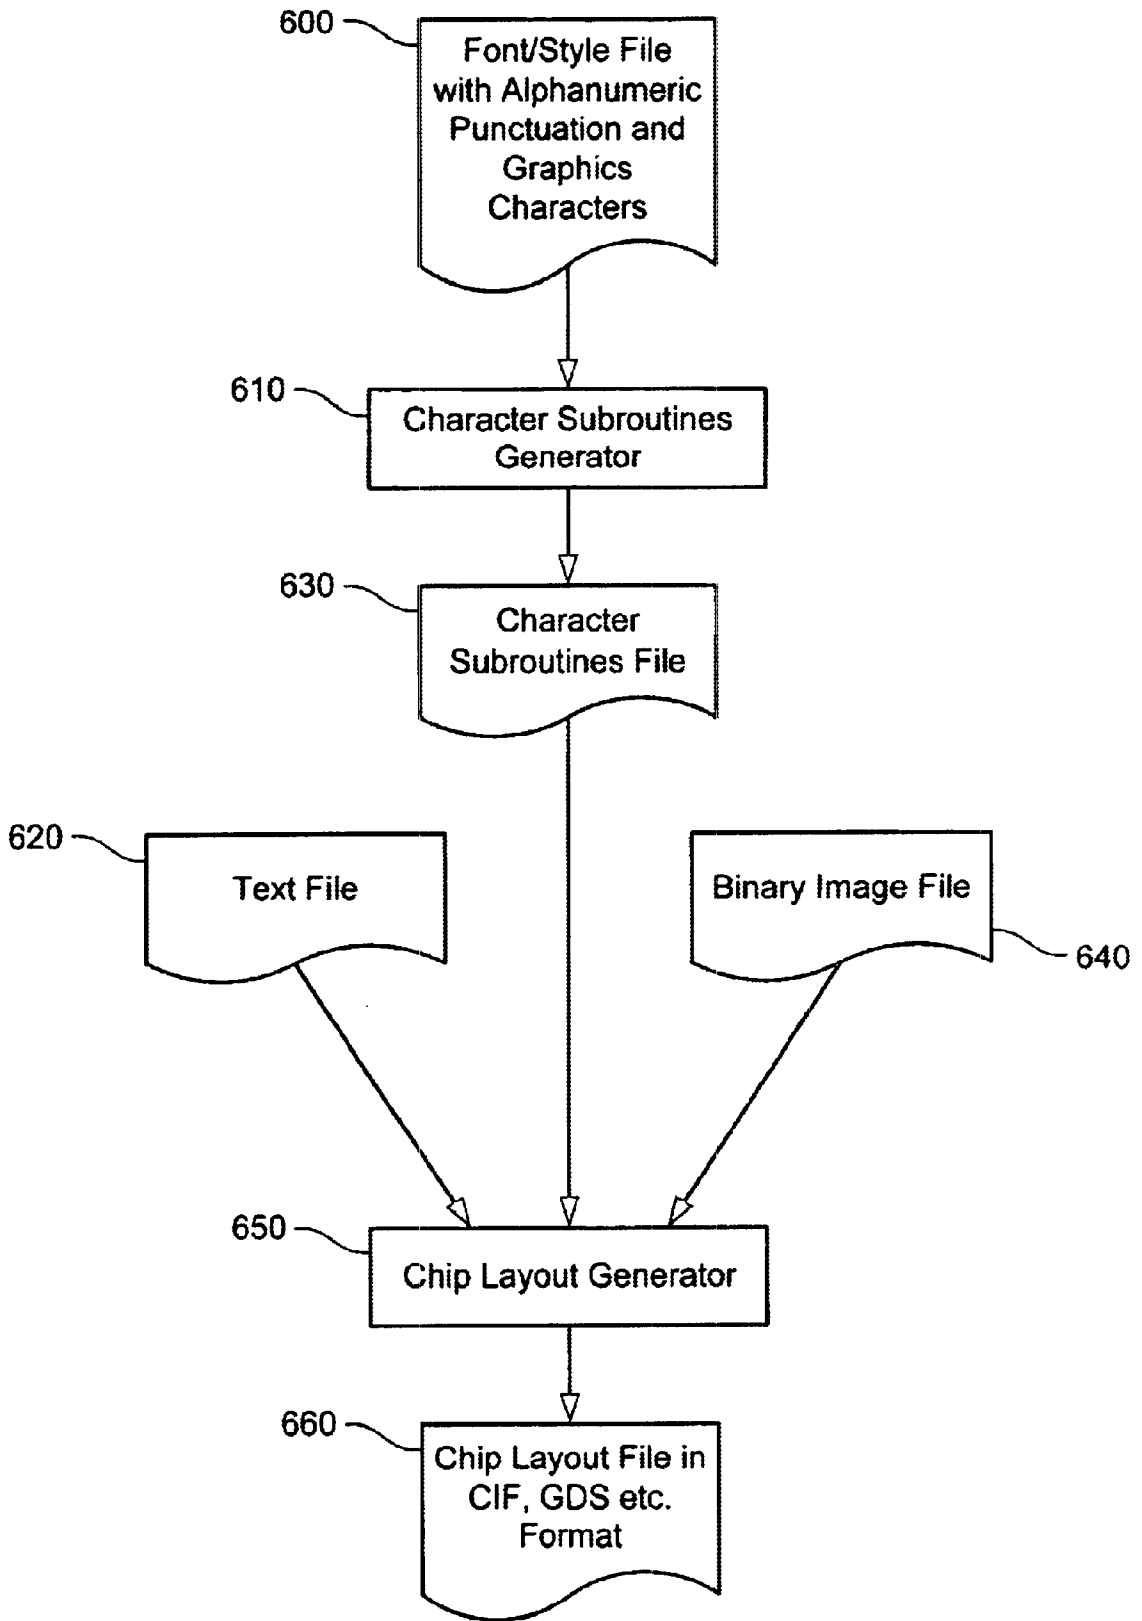 600
Font/Style File
with Alphanumeric
Punctuation and
Graphics
Characters
610
Character Subroutines
Generator
630
Character
Subroutines File
620
Text File
Binary Image File
640
650
Chip Layout Generator
660
Chip Layout File in
CIF, GDS etc.
Format